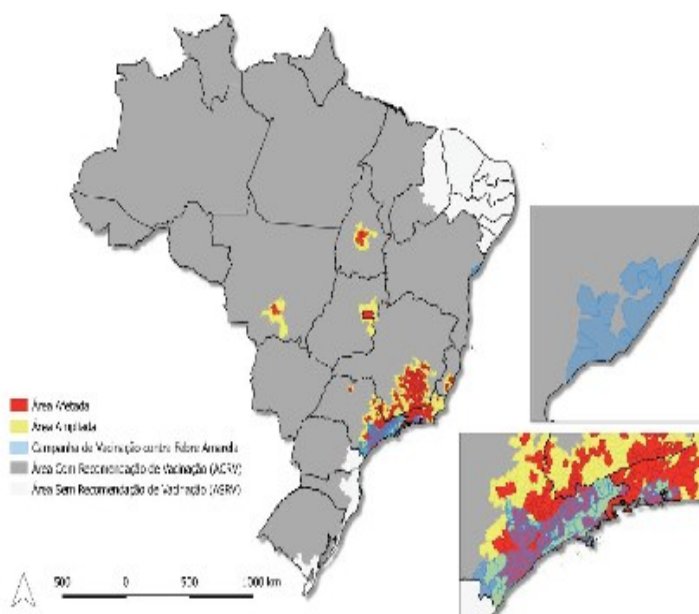 Área Afetada
Área Ampliada
Campanha de Vacinação contra Febre Amarela
Área Com Recomendação de Vacinação (ACRV)
Área Sem Recomendação de Vacinação (ASRV)
500 0 500 1000 km